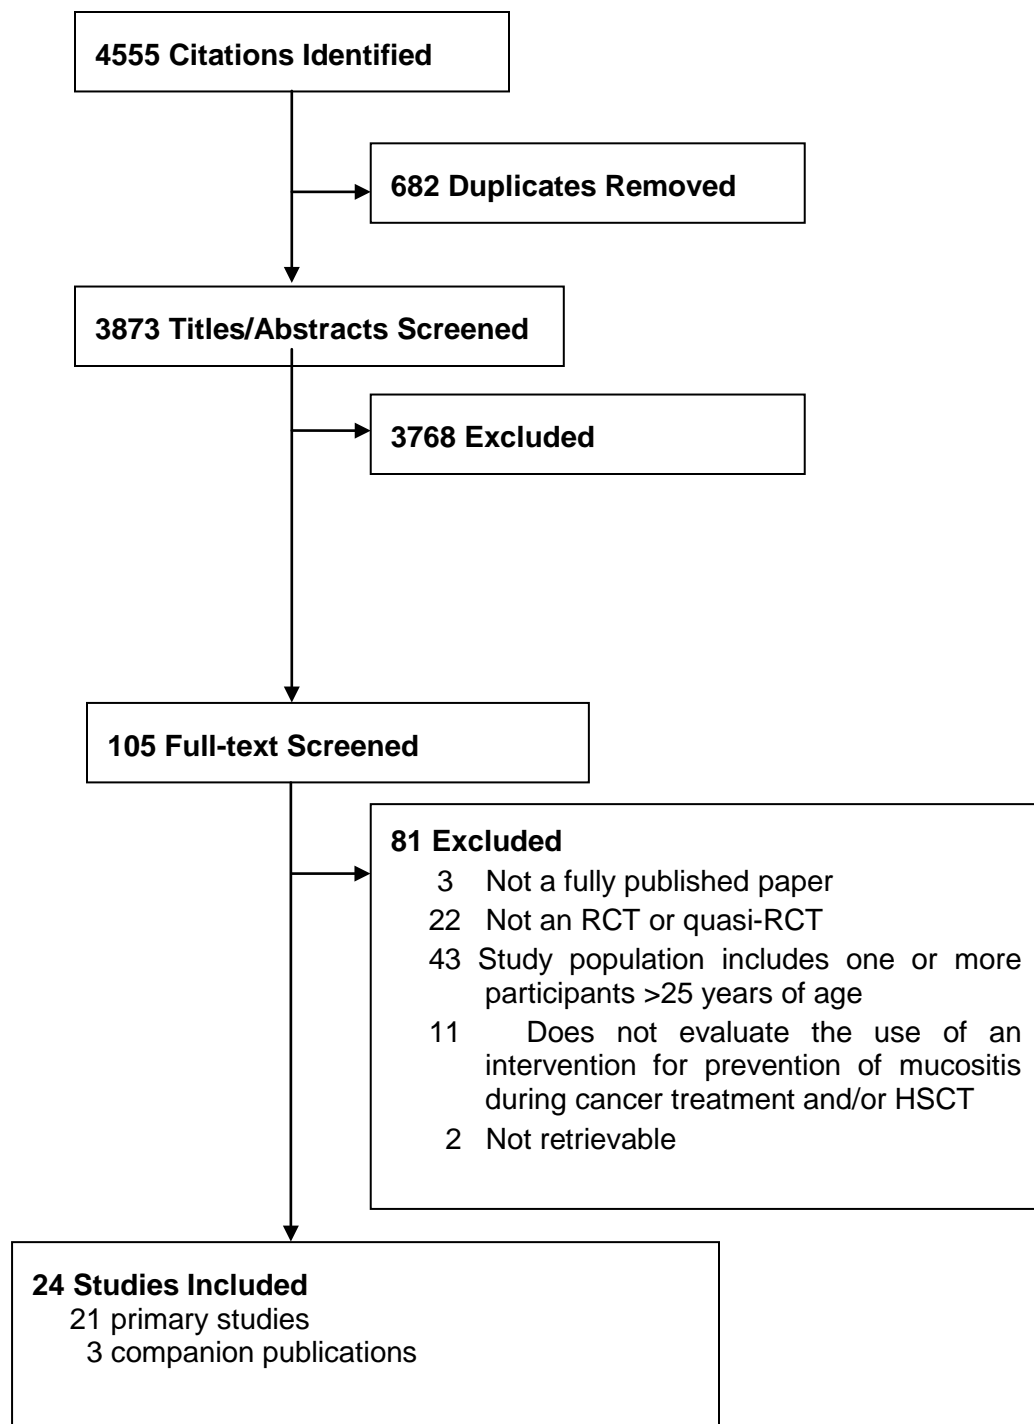 4555 Citations Identified
682 Duplicates Removed
3873 Titles/Abstracts Screened
3768 Excluded
105 Full-text Screened
81 Excluded
3 Not a fully published paper
22 Not an RCT or quasi-RCT
43 Study population includes one or more
participants >25 years of age
11 Does not evaluate the use of an
intervention for prevention of mucositis
during cancer treatment and/or HSCT
2 Not retrievable
24 Studies Included
21 primary studies
3 companion publications